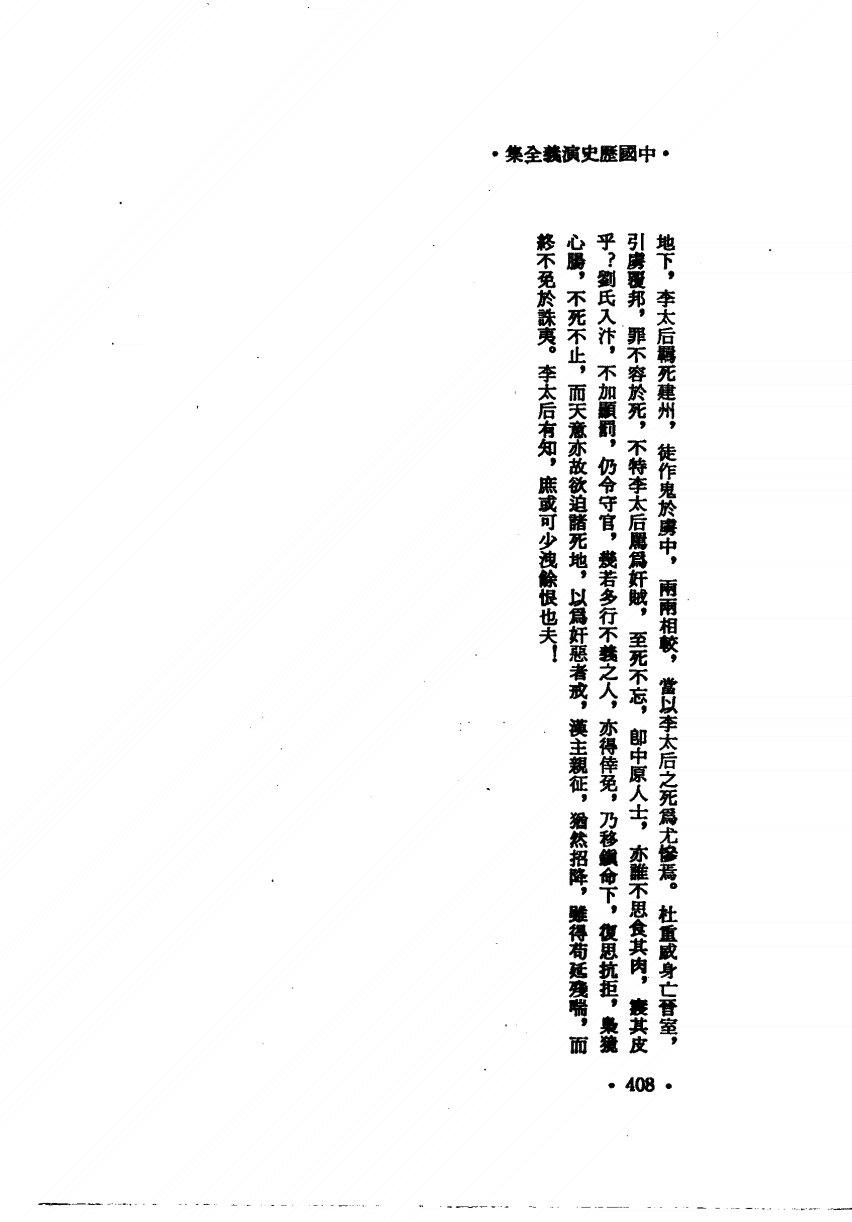 •中國歷史演義全集•
地下，李太后羈死建州，徒作鬼於虜中，兩兩相較，當以李太后之死爲尤慘焉。杜重威身亡晉室，
引虜覆邦，罪不容於死，不特李太后罵爲奸賊，至死不忘，卽中原人士，亦誰不思食其肉，寢其皮
乎？劉氏入汴，不加顯罰，仍令守官，幾若多行不義之人，亦得倖免，乃移鎭命下，復思抗拒，梟獍
心腸，不死不止，而天意亦故欲迫諸死地，以爲奸惡者戒，漢主親征，猶然招降，雖得苟延殘喘，而
終不免於誅夷。李太后有知，庶或可少洩餘恨也夫！
•408•